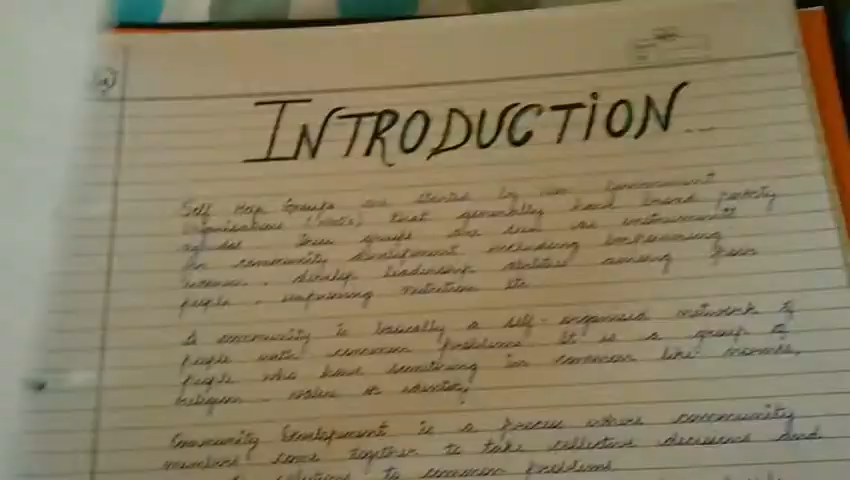 INTRODUCTION
Self Help Groups are started by non Government
Organisations that generally have broad poverty
agendas. These groups are seen as instruments
for community development including empowering
women, develop leadership abilities among poor
people, improving nutrition etc
A community is basically a self-organised network of
people with common problems. It is a group of
people who have something in common like norms,
religion, values or identity
Community Development is a process where community
members come together to take collective decisions and
solutions to common problems